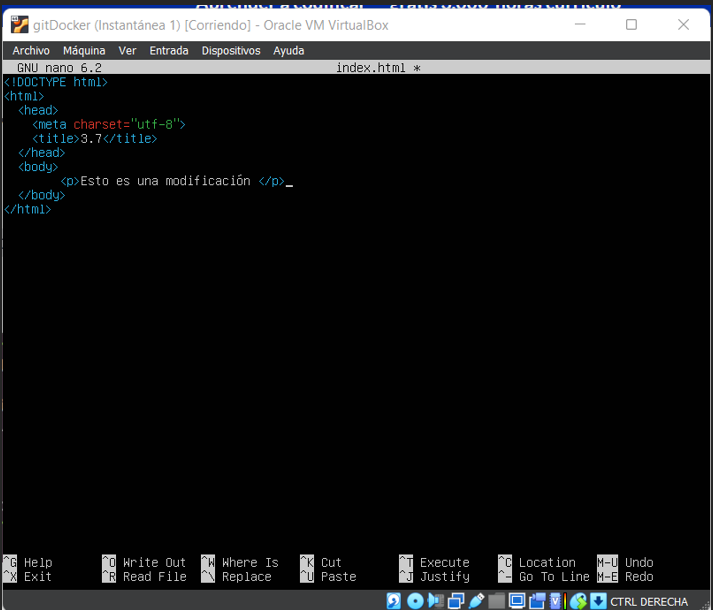 gitDocker (Instantánea 1) [Corriendo] - Oracle VM VirtualBox
Archivo Máquina Ver Entrada Dispositivos Ayuda
GNU nano 6.2 index.html *
<!DOCTYPE html>
<html>
<head>
<meta charset="utf-8">
<title>3.7</title>
</head>
<body>
<p>Esto es una modificación </p>
</body>
</html>
^G Help ^O Write Out ^W Where Is ^K Cut ^T Execute ^C Location M-U Undo
^X Exit ^R Read File ^\ Replace ^U Paste ^J Justify ^- Go To Line M-E Redo
CTRL DERECHA